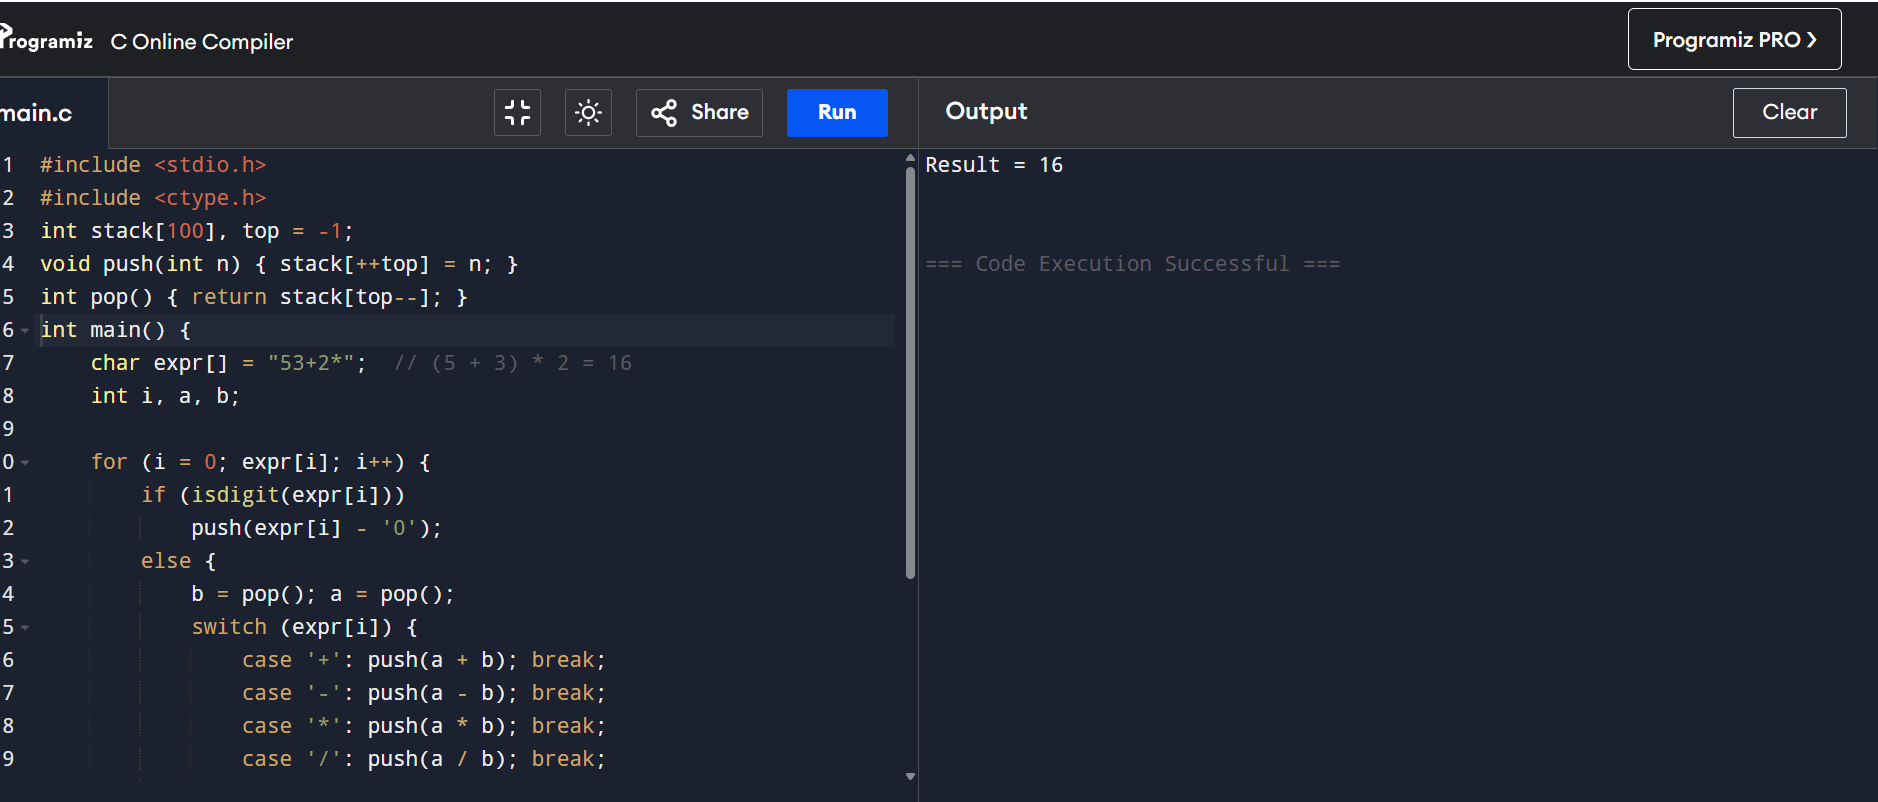 Programiz C Online Compiler
Programiz PRO ❯
main.c
Share
Run
Output
Clear
1 #include <stdio.h>
2 #include <ctype.h>
3 int stack[100], top = -1;
4 void push(int n) { stack[++top] = n; }
5 int pop() { return stack[top--]; }
6 int main() {
7     char expr[] = "53+2*";  // (5 + 3) * 2 = 16
8     int i, a, b;
9
0     for (i = 0; expr[i]; i++) {
1         if (isdigit(expr[i]))
2             push(expr[i] - '0');
3         else {
4             b = pop(); a = pop();
5             switch (expr[i]) {
6                 case '+': push(a + b); break;
7                 case '-': push(a - b); break;
8                 case '*': push(a * b); break;
9                 case '/': push(a / b); break;
Result = 16
=== Code Execution Successful ===